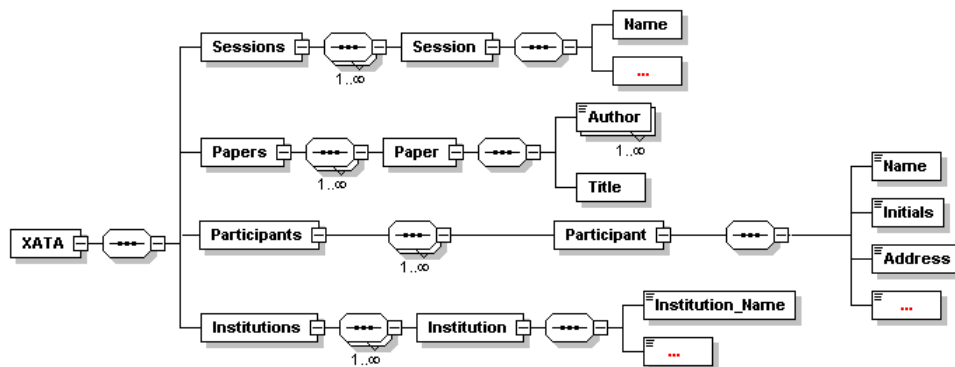 XATA
Sessions
1..∞
Session
Name
...
Papers
1..∞
Paper
Author
1..∞
Title
Participants
1..∞
Participant
Name
Initials
Address
...
Institutions
1..∞
Institution
Institution_Name
...